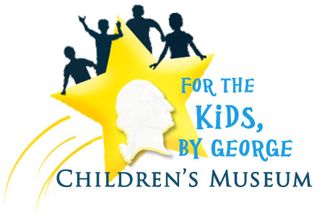 FOR THE
KiDS,
BY GEORGE
CHILDREN'S MUSEUM